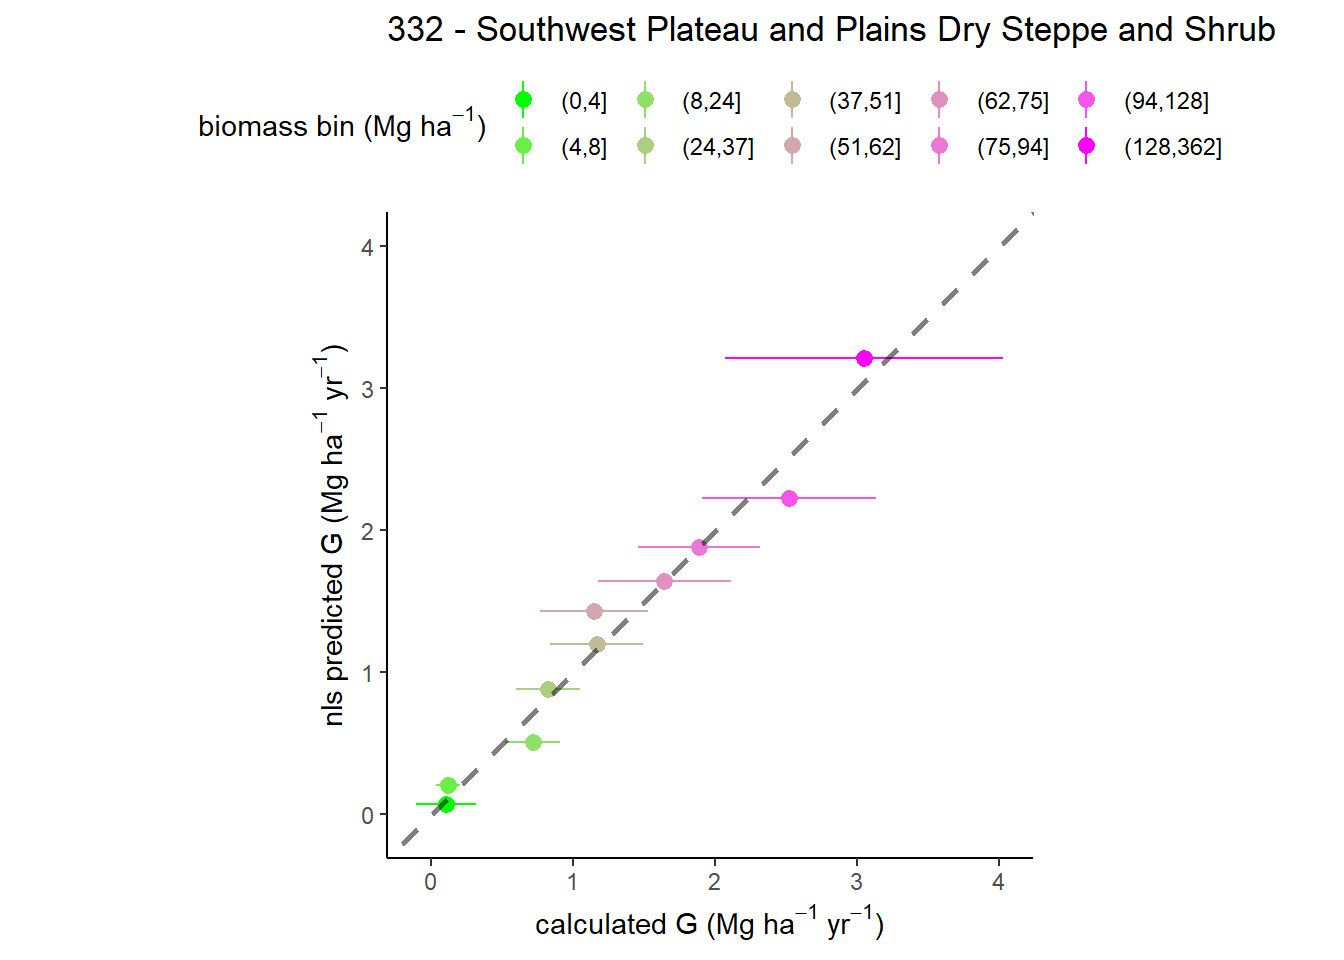 332 - Southwest Plateau and Plains Dry Steppe and Shrub
biomass bin (Mg ha⁻¹)
(0,4] (8,24] (37,51] (62,75] (94,128]
(4,8] (24,37] (51,62] (75,94] (128,362]
nls predicted G (Mg ha⁻¹ yr⁻¹)
4
3
2
1
0
0 1 2 3 4
calculated G (Mg ha⁻¹ yr⁻¹)